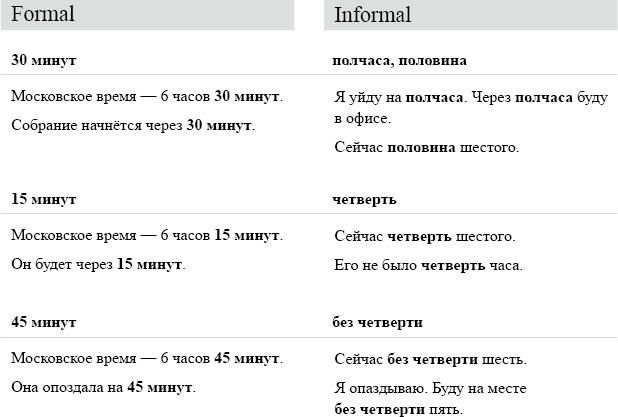 Formal
Informal
30 минут
полчаса, половина
Московское время — 6 часов 30 минут.
Собрание начнётся через 30 минут.
Я уйду на полчаса. Через полчаса буду
в офисе.
Сейчас половина шестого.
15 минут
четверть
Московское время — 6 часов 15 минут.
Он будет через 15 минут.
Сейчас четверть шестого.
Его не было четверть часа.
45 минут
без четверти
Московское время — 6 часов 45 минут.
Она опоздала на 45 минут.
Сейчас без четверти шесть.
Я опаздываю. Буду на месте
без четверти пять.